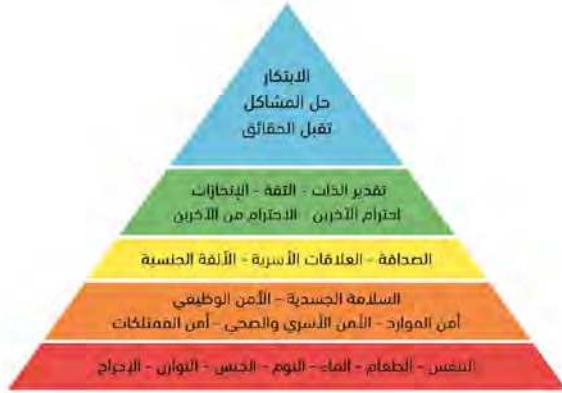 الابتكار
حل المشاكل
تقبل الحقائق
تقدير الذات - الثقة - الإنجازات
احترام الآخرين - الاحترام من الآخرين
الصداقة - العلاقات الأسرية - الألفة الجنسية
السلامة الجسدية - الأمن الوظيفي
أمن الموارد - الأمن الأسري والصحي - أمن الممتلكات
التنفس - الطعام - الماء - النوم - الجنس - التوازن - الإخراج